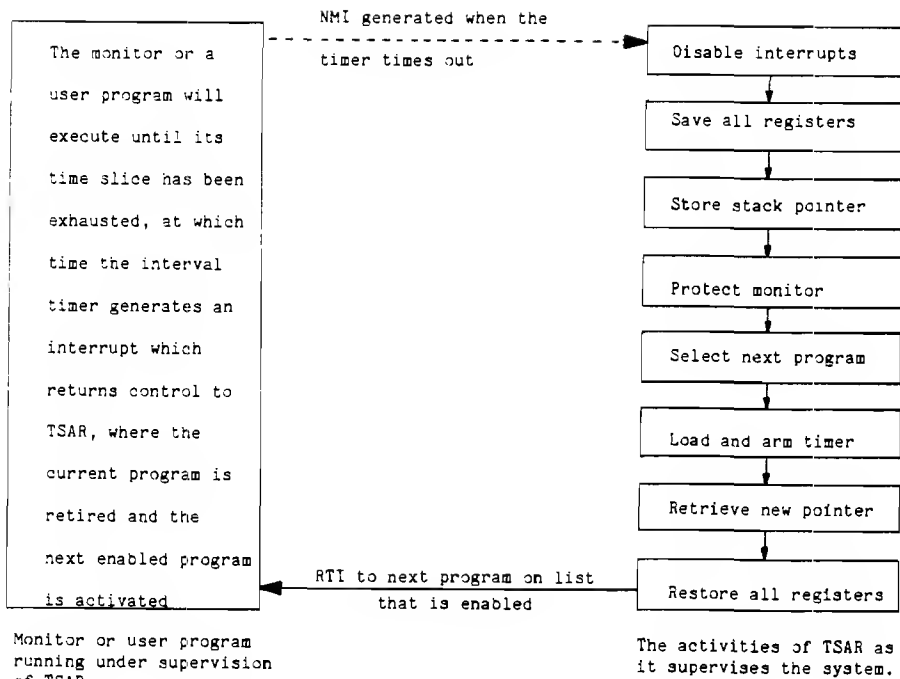 The monitor or a
user program will
execute until its
time slice has been
exhausted, at which
time the interval
timer generates an
interrupt which
returns control to
TSAR, where the
current program is
retired and the
next enabled program
is activated
Monitor or user program
running under supervision
of TSAR
NMI generated when the
timer times out
Disable interrupts
Save all registers
Store stack pointer
Protect monitor
Select next program
Load and arm timer
Retrieve new pointer
Restore all registers
RTI to next program on list
that is enabled
The activities of TSAR as
it supervises the system.